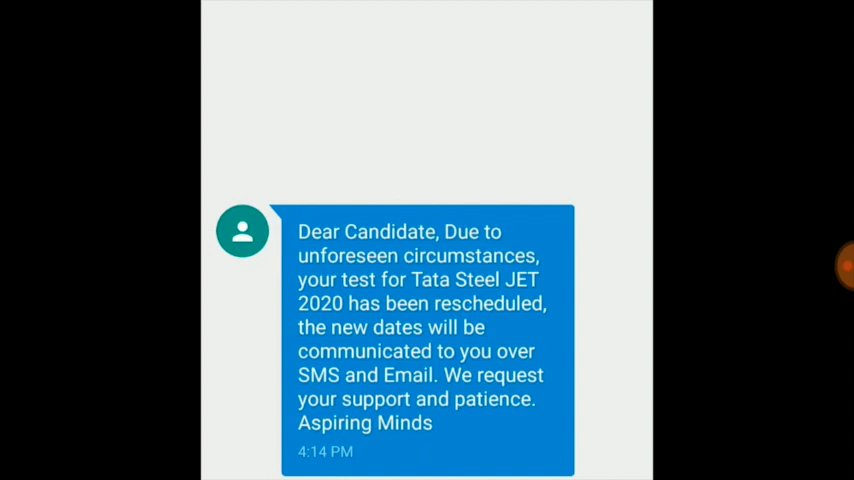 Dear Candidate, Due to
unforeseen circumstances,
your test for Tata Steel JET
2020 has been rescheduled,
the new dates will be
communicated to you over
SMS and Email. We request
your support and patience.
Aspiring Minds
4:14 PM